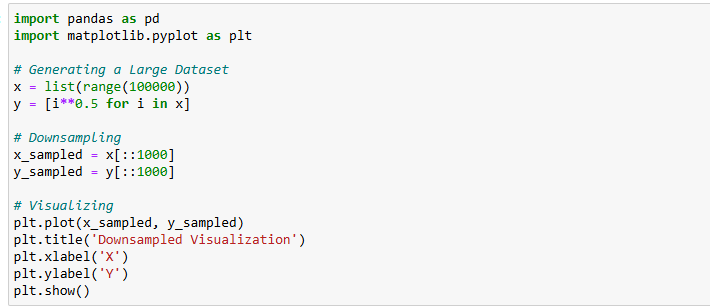 import pandas as pd
import matplotlib.pyplot as plt

# Generating a Large Dataset
x = list(range(100000))
y = [i**0.5 for i in x]

# Downsampling
x_sampled = x[::1000]
y_sampled = y[::1000]

# Visualizing
plt.plot(x_sampled, y_sampled)
plt.title('Downsampled Visualization')
plt.xlabel('X')
plt.ylabel('Y')
plt.show()